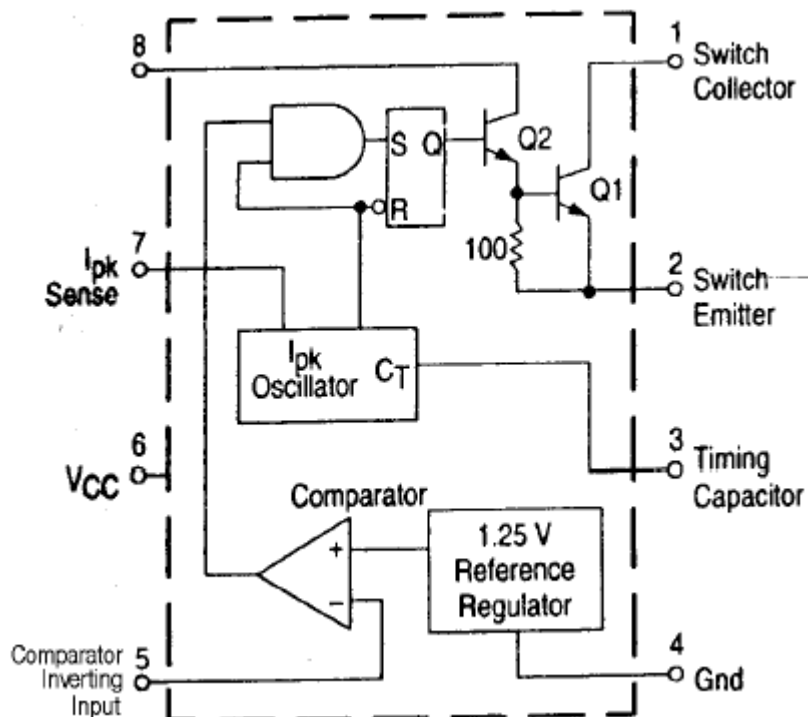 8
1
Switch
Collector
S
Q
Q2
Q1
R
100
7
Ipk
Sense
2
Switch
Emitter
Ipk
Oscillator
CT
6
VCC
3
Timing
Capacitor
Comparator
+
−
1.25 V
Reference
Regulator
5
Comparator
Inverting
Input
4
Gnd